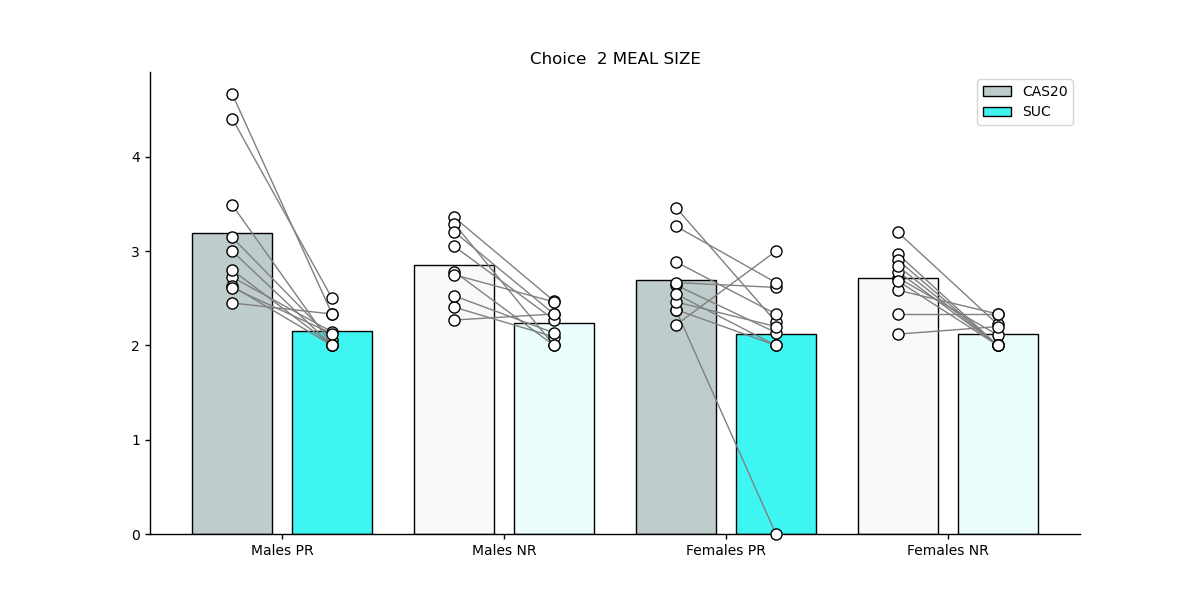 Choice  2 MEAL SIZE
CAS20
SUC
4
3
2
1
0
Males PR
Males NR
Females PR
Females NR